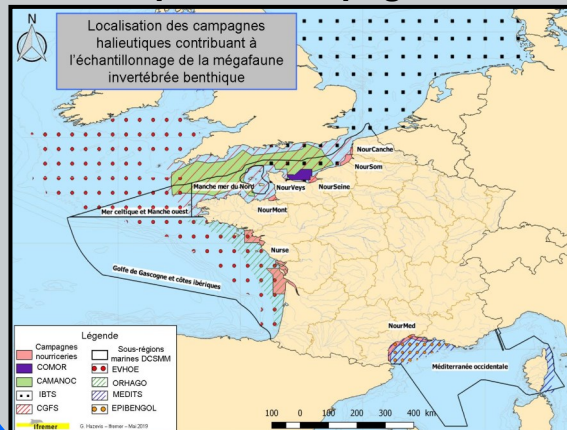 Localisation des campagnes
halieutiques contribuant à
l'échantillonnage de la mégafaune
invertébrée benthique
N
NourCanche
NourSom
Manche mer du Nord
NourVeys
NourSeine
Mer celtique et Manche ouest
NourMont
Nurse
Golfe de Gascogne et côtes ibériques
NourMed
Méditerranée occidentale
Légende
Campagnes
nourriceries
Sous-régions
marines DCSMM
COMOR
EVHOE
CAMANOC
ORHAGO
IBTS
MEDITS
CGFS
EPIBENGOL
Ifremer
G. Hazevis – Ifremer – Mai 2019
100 0 100 200 300 400 km